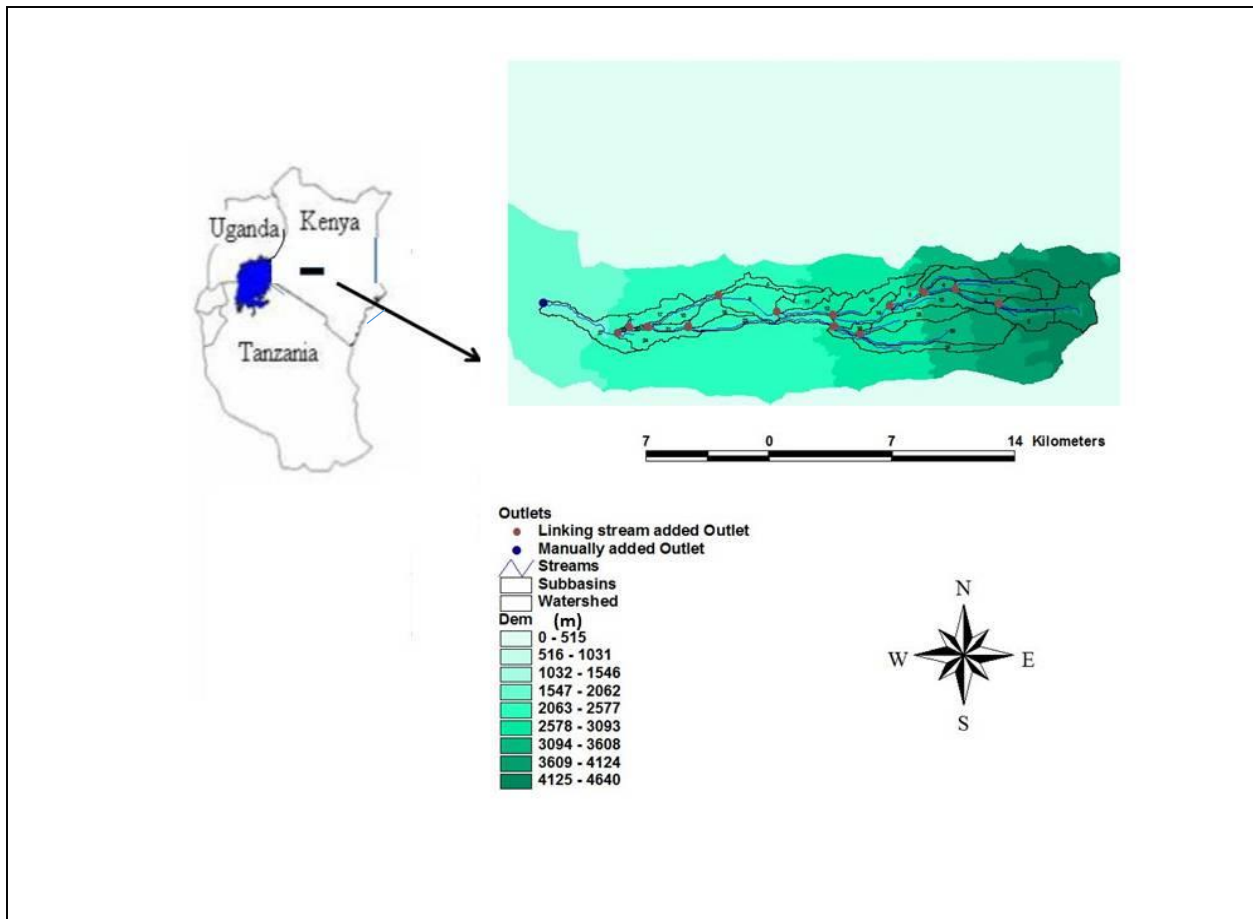 Uganda
Kenya
Tanzania
7 0 7 14 Kilometers
Outlets
Linking stream added Outlet
Manually added Outlet
Streams
Subbasins
Watershed
Dem (m)
0 - 515
516 - 1031
1032 - 1546
1547 - 2062
2063 - 2577
2578 - 3093
3094 - 3608
3609 - 4124
4125 - 4640
N
W E
S